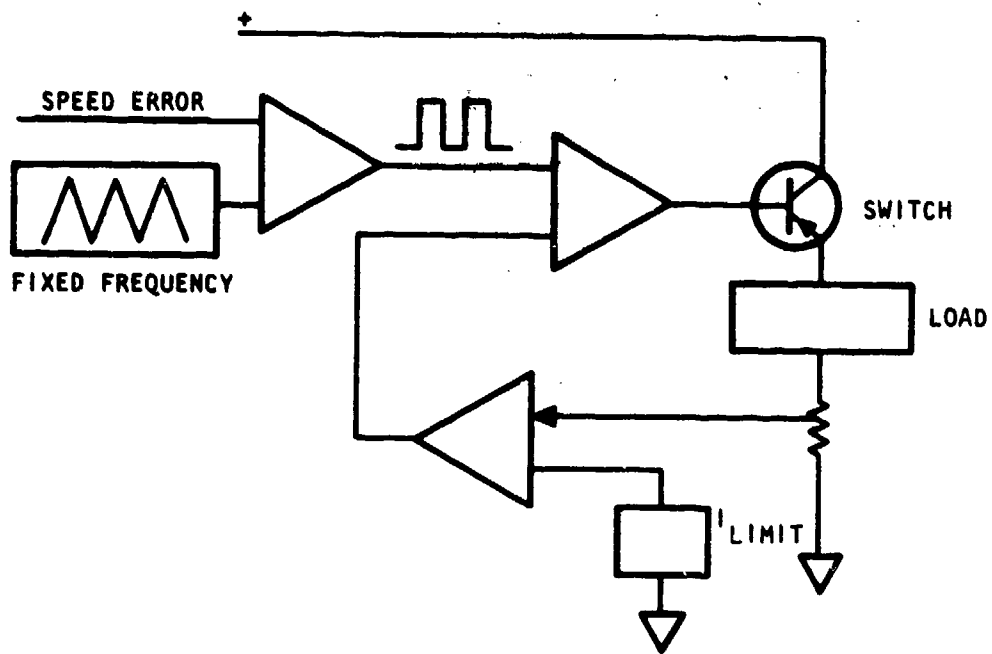 +
SPEED ERROR
FIXED FREQUENCY
SWITCH
LOAD
I LIMIT